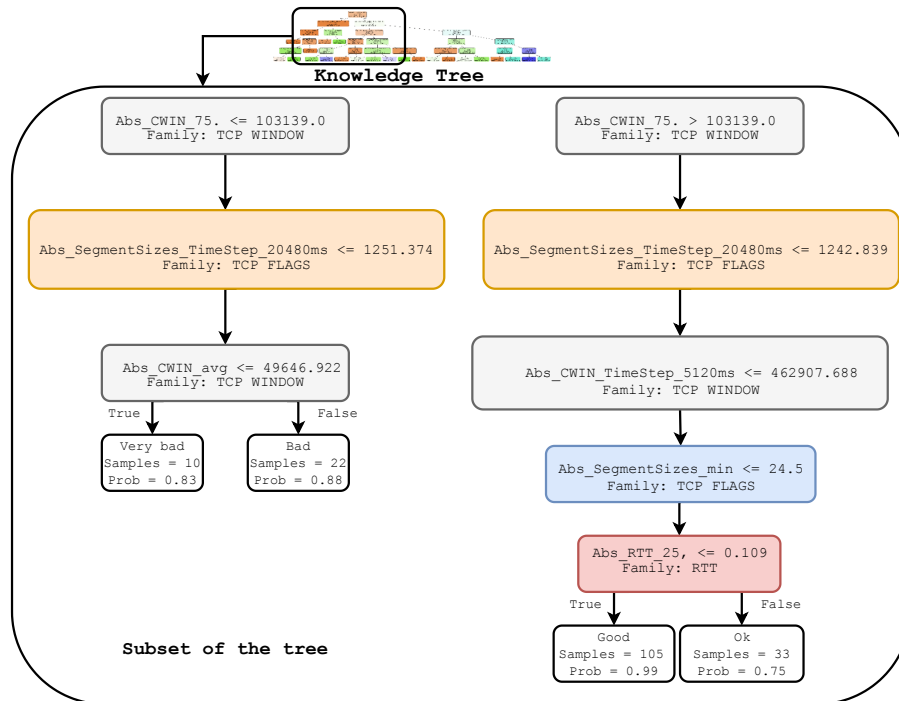 Knowledge Tree
Abs_CWIN_75. <= 103139.0
Family: TCP WINDOW
Abs_SegmentSizes_TimeStep_20480ms <= 1251.374
Family: TCP FLAGS
Abs_CWIN_avg <= 49646.922
Family: TCP WINDOW
True
False
Very bad
Samples = 10
Prob = 0.83
Bad
Samples = 22
Prob = 0.88
Abs_CWIN_75. > 103139.0
Family: TCP WINDOW
Abs_SegmentSizes_TimeStep_20480ms <= 1242.839
Family: TCP FLAGS
Abs_CWIN_TimeStep_5120ms <= 462907.688
Family: TCP WINDOW
Abs_SegmentSizes_min <= 24.5
Family: TCP FLAGS
Abs_RTT_25, <= 0.109
Family: RTT
True
False
Good
Samples = 105
Prob = 0.99
Ok
Samples = 33
Prob = 0.75
Subset of the tree